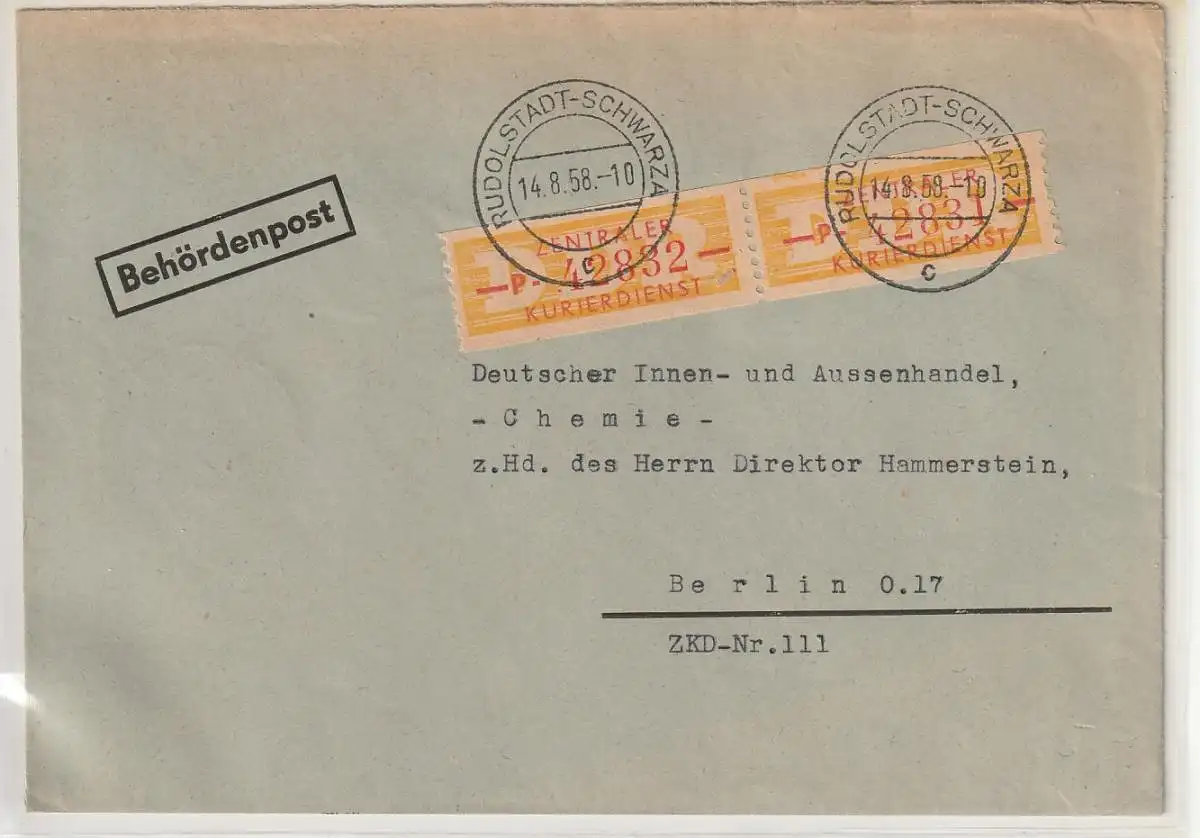 RUDOLSTADT-SCHWARZA
14.8.58.-10
c
RUDOLSTADT-SCHWARZA
14.8.58.-10
c
Behördenpost
ZENTRALER
P- 42832
KURIERDIENST
ZENTRALER
P- 42831
KURIERDIENST
Deutscher Innen- und Aussenhandel,
- C h e m i e -
z.Hd. des Herrn Direktor Hammerstein,
B e r l i n O.17
ZKD-Nr.111